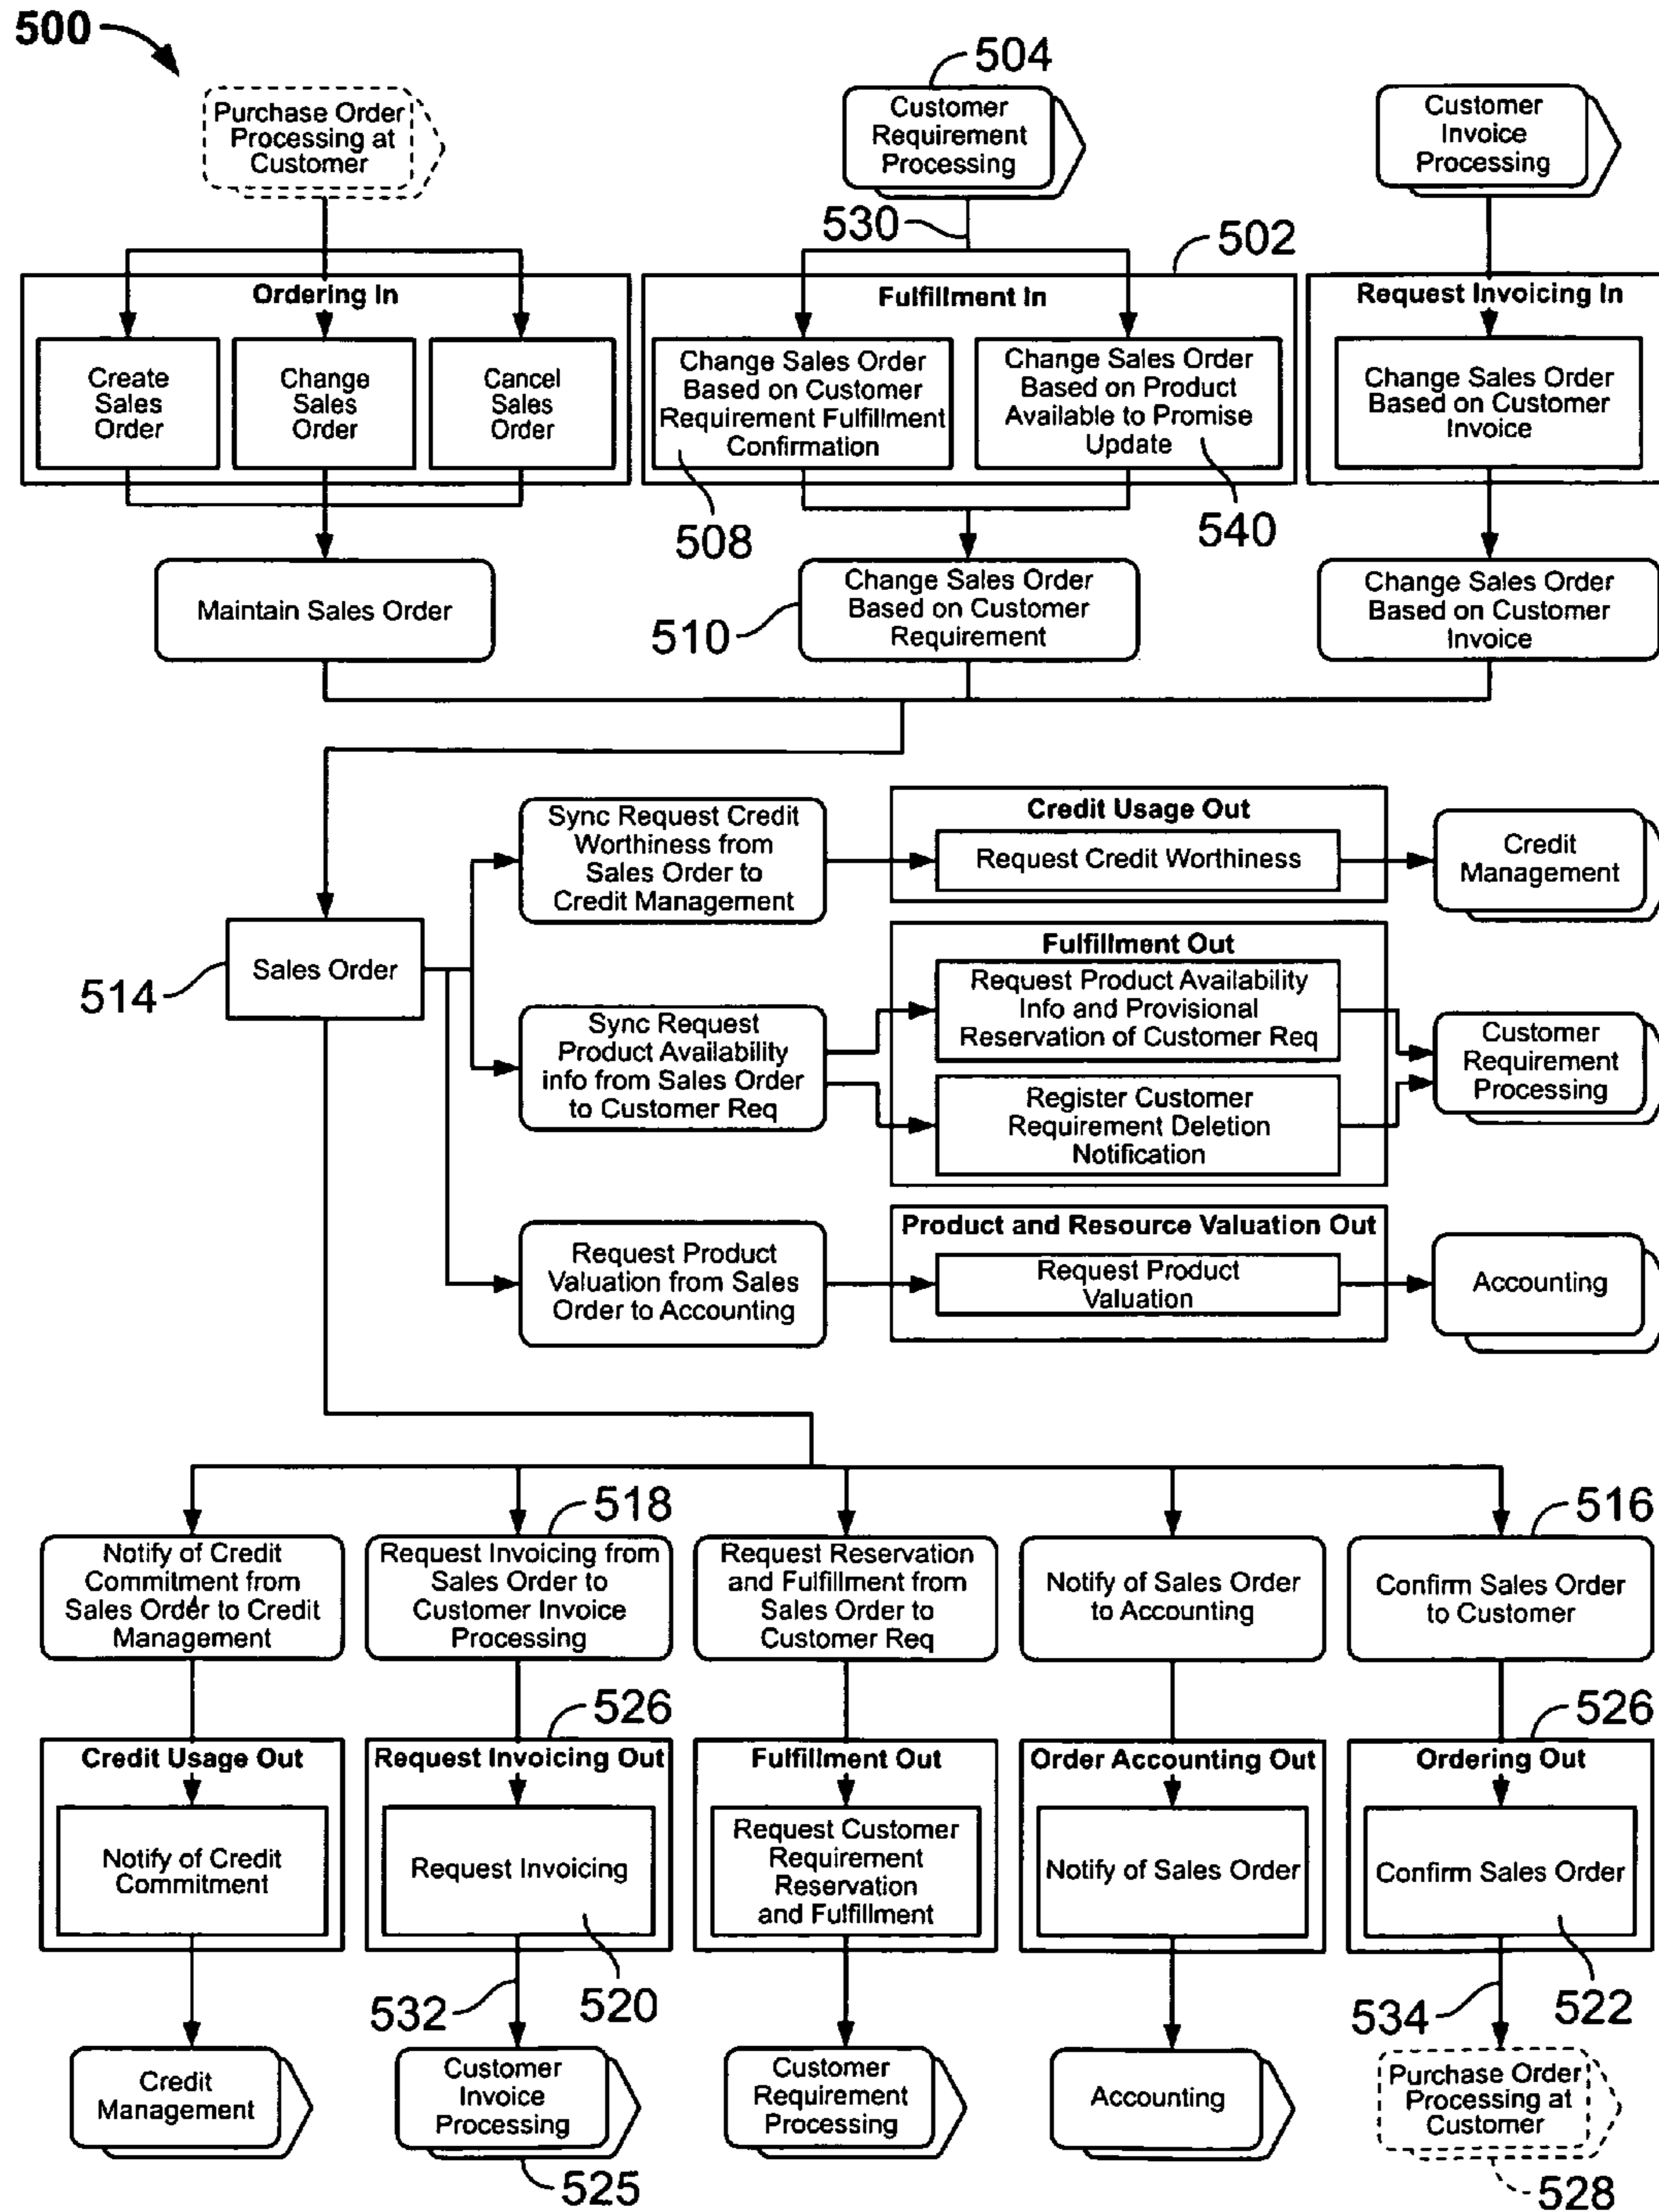 500
504
Purchase Order
Processing at
Customer
Customer
Requirement
Processing
Customer
Invoice
Processing
530
502
Ordering In
Fulfillment In
Request Invoicing In
Create
Sales
Order
Change
Sales
Order
Cancel
Sales
Order
Change Sales Order
Based on Customer
Requirement Fulfillment
Confirmation
Change Sales Order
Based on Product
Available to Promise
Update
Change Sales Order
Based on Customer
Invoice
508
540
Maintain Sales Order
510
Change Sales Order
Based on Customer
Requirement
Change Sales Order
Based on Customer
Invoice
Sync Request Credit
Worthiness from
Sales Order to
Credit Management
Credit Usage Out
Request Credit Worthiness
Credit
Management
514
Sales Order
Sync Request
Product Availability
info from Sales Order
to Customer Req
Fulfillment Out
Request Product Availability
Info and Provisional
Reservation of Customer Req
Register Customer
Requirement Deletion
Notification
Customer
Requirement
Processing
Request Product
Valuation from Sales
Order to Accounting
Product and Resource Valuation Out
Request Product
Valuation
Accounting
518
516
Notify of Credit
Commitment from
Sales Order to Credit
Management
Request Invoicing from
Sales Order to
Customer Invoice
Processing
Request Reservation
and Fulfillment from
Sales Order to
Customer Req
Notify of Sales Order
to Accounting
Confirm Sales Order
to Customer
526
526
Credit Usage Out
Request Invoicing Out
Fulfillment Out
Order Accounting Out
Ordering Out
Notify of Credit
Commitment
Request Invoicing
Request Customer
Requirement
Reservation
and Fulfillment
Notify of Sales Order
Confirm Sales Order
532
520
534
522
Credit
Management
Customer
Invoice
Processing
Customer
Requirement
Processing
Accounting
Purchase Order
Processing at
Customer
525
528